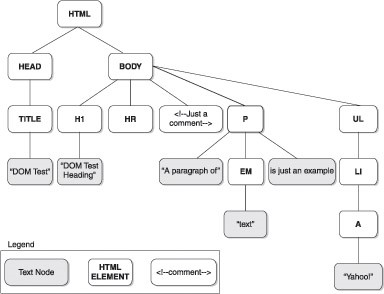 HTML
HEAD
BODY
TITLE
H1
HR
<!--Just a
comment-->
P
UL
"DOM Test"
"DOM Test
Heading"
"A paragraph of"
EM
is just an example
LI
"text"
A
"Yahoo!"
Legend
Text Node
HTML
ELEMENT
<!--comment-->